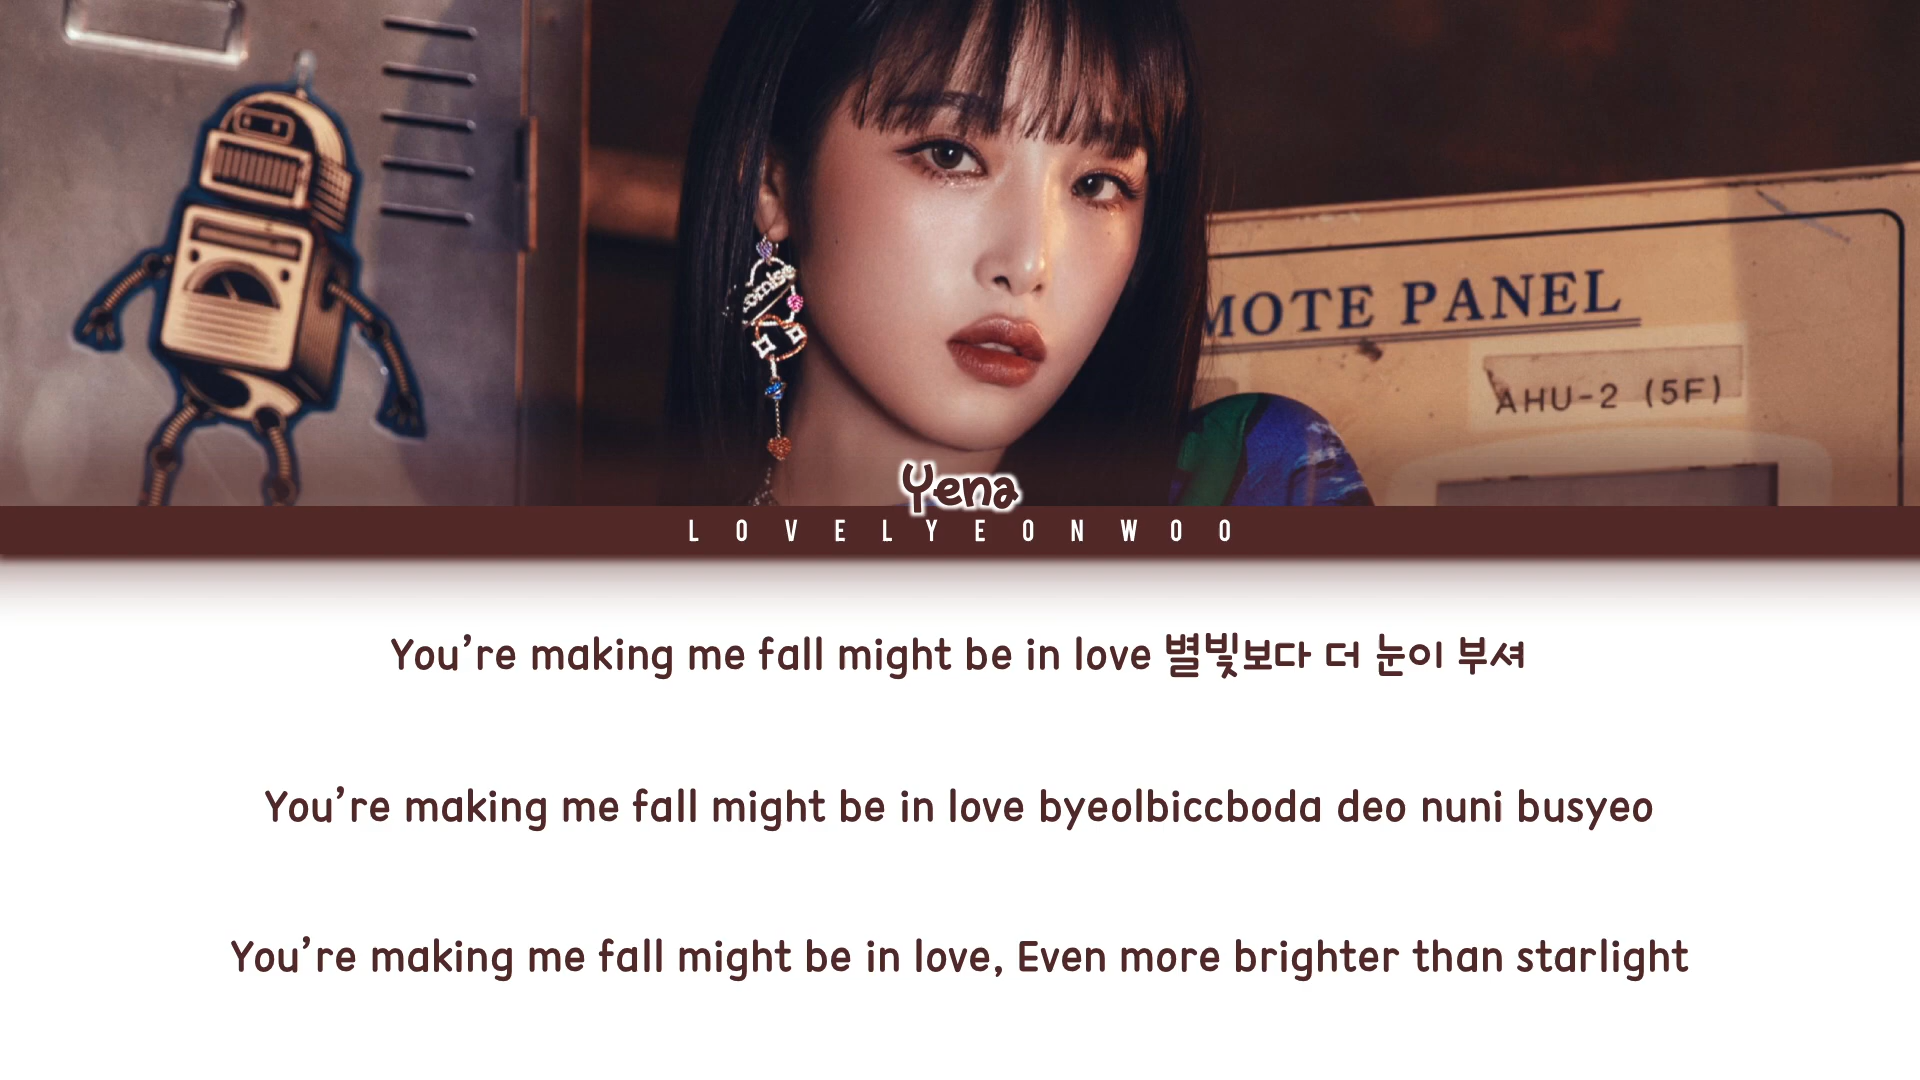 omise
MOTE PANEL
AHU-2 (5F)
Yena
LOVELYEONWOO
You're making me fall might be in love 별빛보다 더 눈이 부셔
You're making me fall might be in love byeolbiccboda deo nuni busyeo
You're making me fall might be in love, Even more brighter than starlight